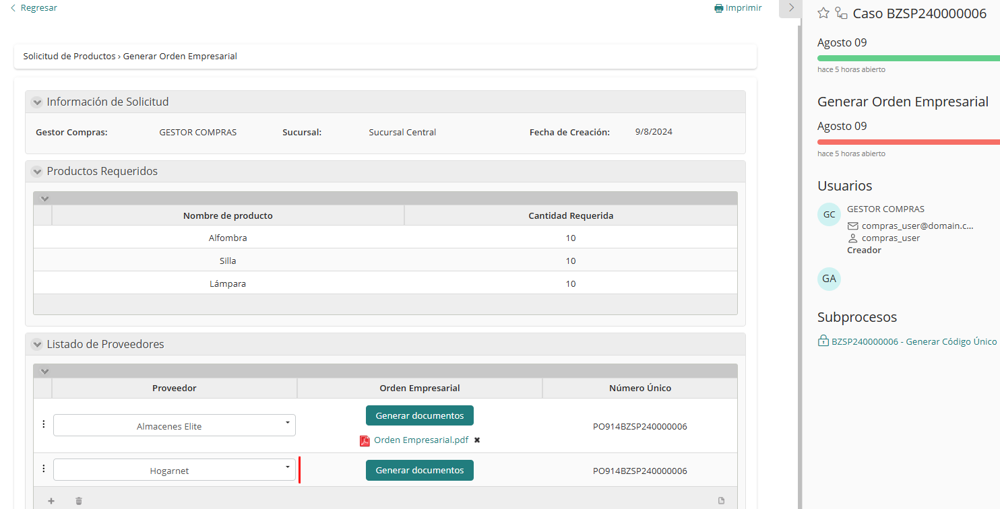 Regresar
Imprimir
Solicitud de Productos › Generar Orden Empresarial
Información de Solicitud
Gestor Compras: GESTOR COMPRAS Sucursal: Sucursal Central Fecha de Creación: 9/8/2024
Productos Requeridos
Nombre de producto Cantidad Requerida
Alfombra 10
Silla 10
Lámpara 10
Listado de Proveedores
Proveedor Orden Empresarial Número Único
Generar documentos
Almacenes Elite PO914BZSP240000006
Orden Empresarial.pdf
Hogarnet Generar documentos PO914BZSP240000006
Caso BZSP240000006
Agosto 09
hace 5 horas abierto
Generar Orden Empresarial
Agosto 09
hace 5 horas abierto
Usuarios
GC GESTOR COMPRAS
compras_user@domain.c...
compras_user
Creador
GA
Subprocesos
BZSP240000006 - Generar Código Único